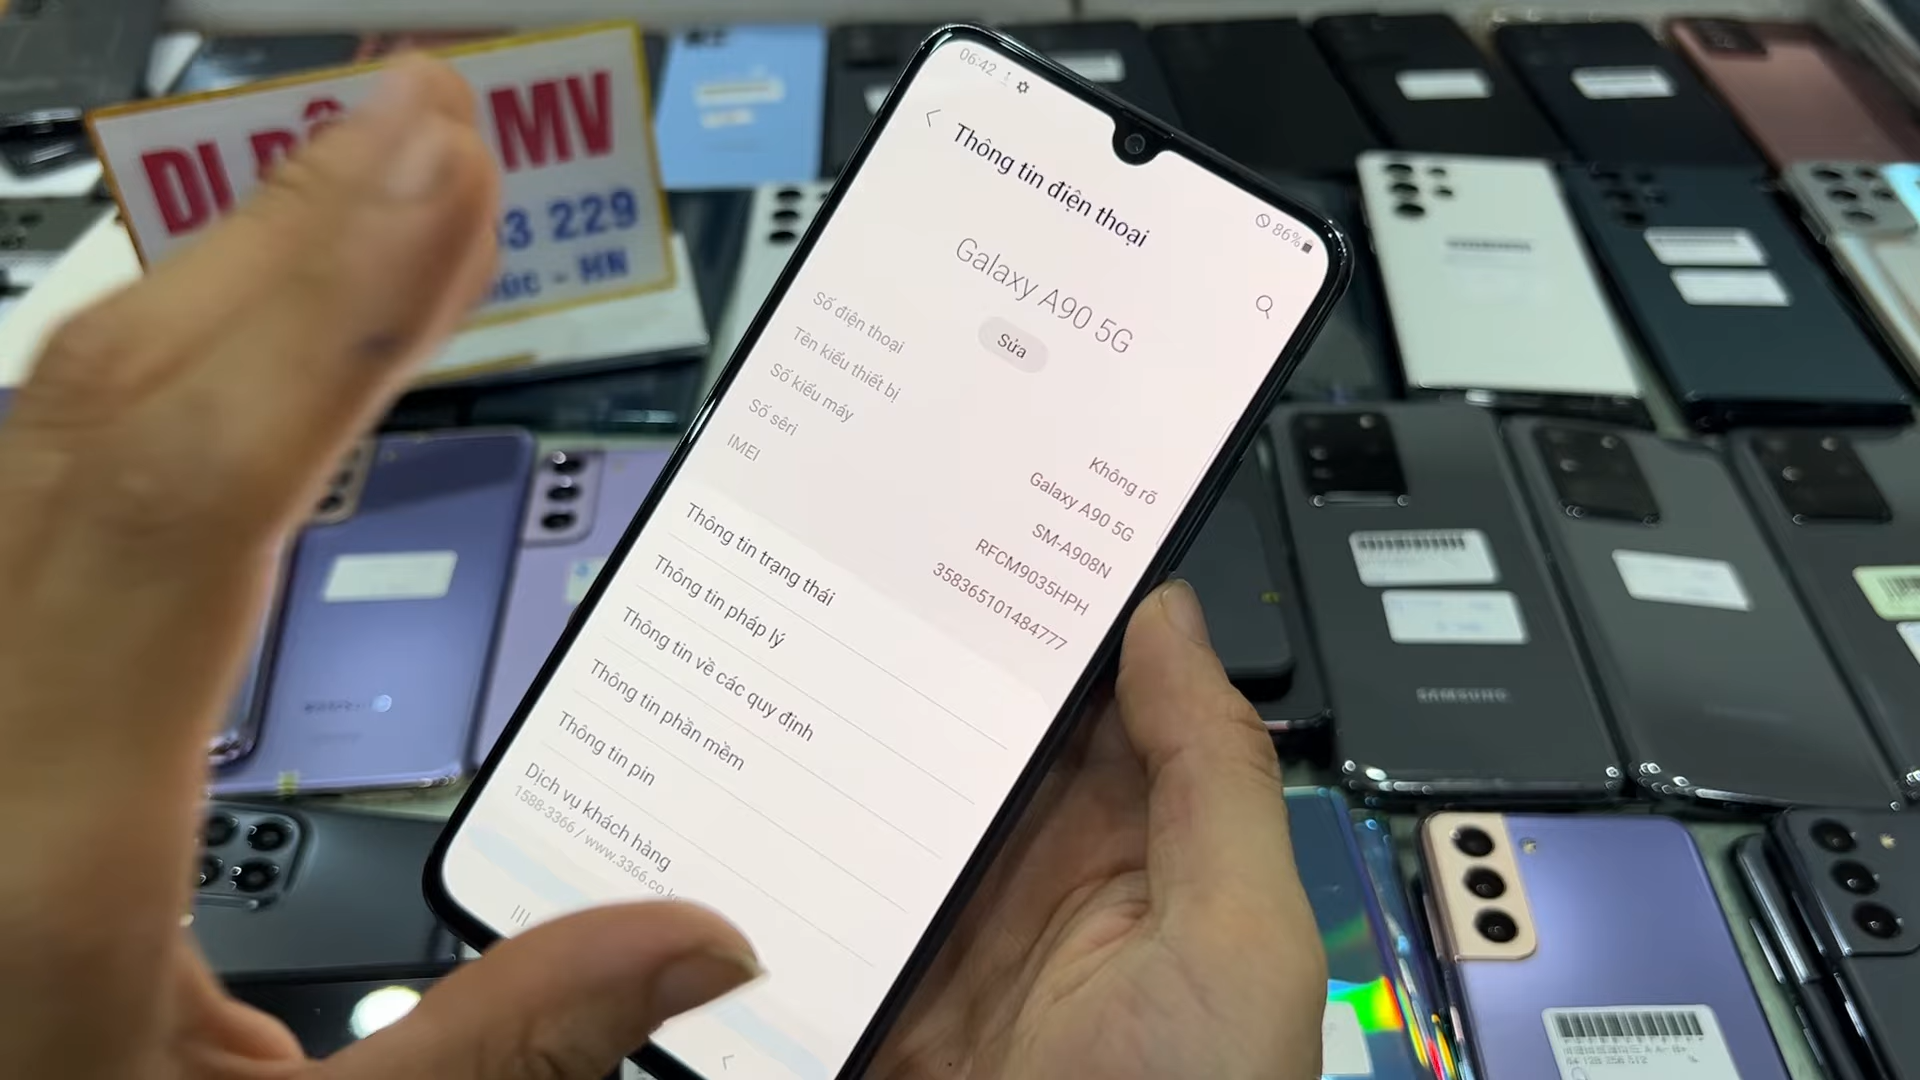 DI
MV
3 229
- HN
06:42
86%
Thông tin điện thoại
Galaxy A90 5G
Sửa
Số điện thoại
Không rõ
Tên kiểu thiết bị
Galaxy A90 5G
Số kiểu máy
SM-A908N
Số sêri
RFCM9035HPH
IMEI
358365101484777
Thông tin trạng thái
Thông tin pháp lý
Thông tin về các quy định
Thông tin phần mềm
Thông tin pin
Dịch vụ khách hàng
1588-3366 / www.3366.co.k
SAMSUNG